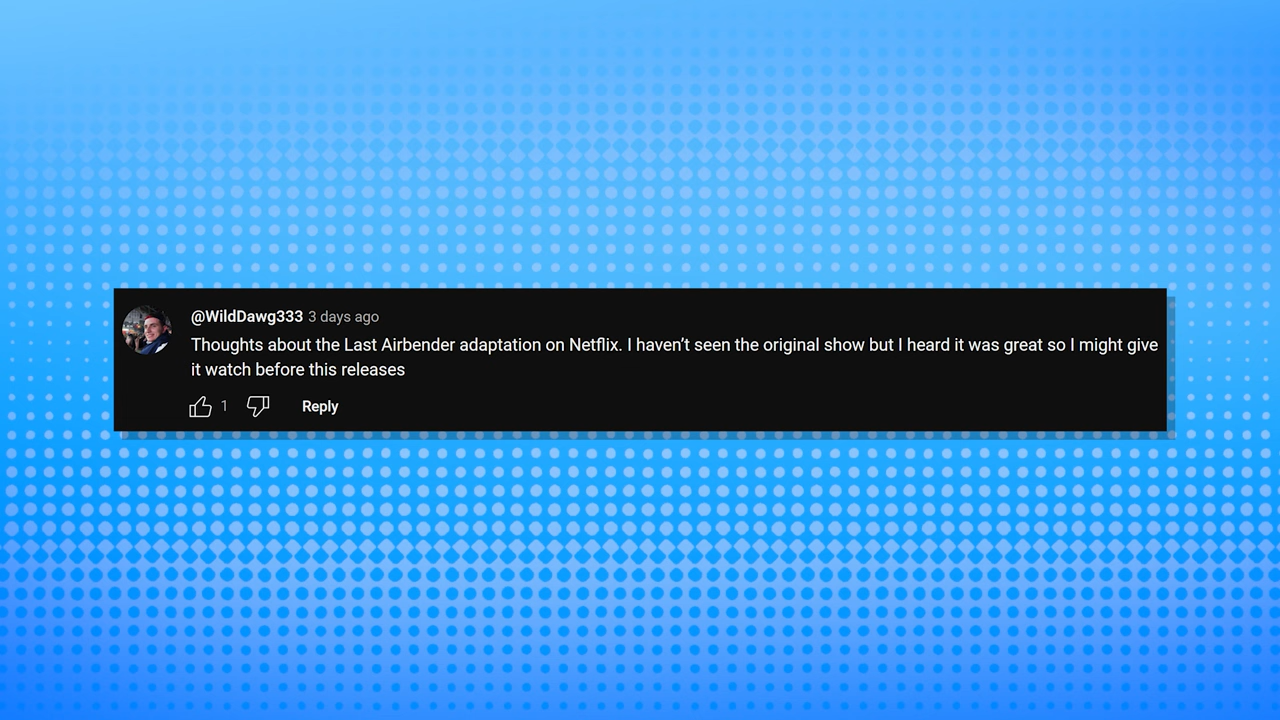 @WildDawg333 3 days ago
Thoughts about the Last Airbender adaptation on Netflix. I haven’t seen the original show but I heard it was great so I might give
it watch before this releases
1 Reply